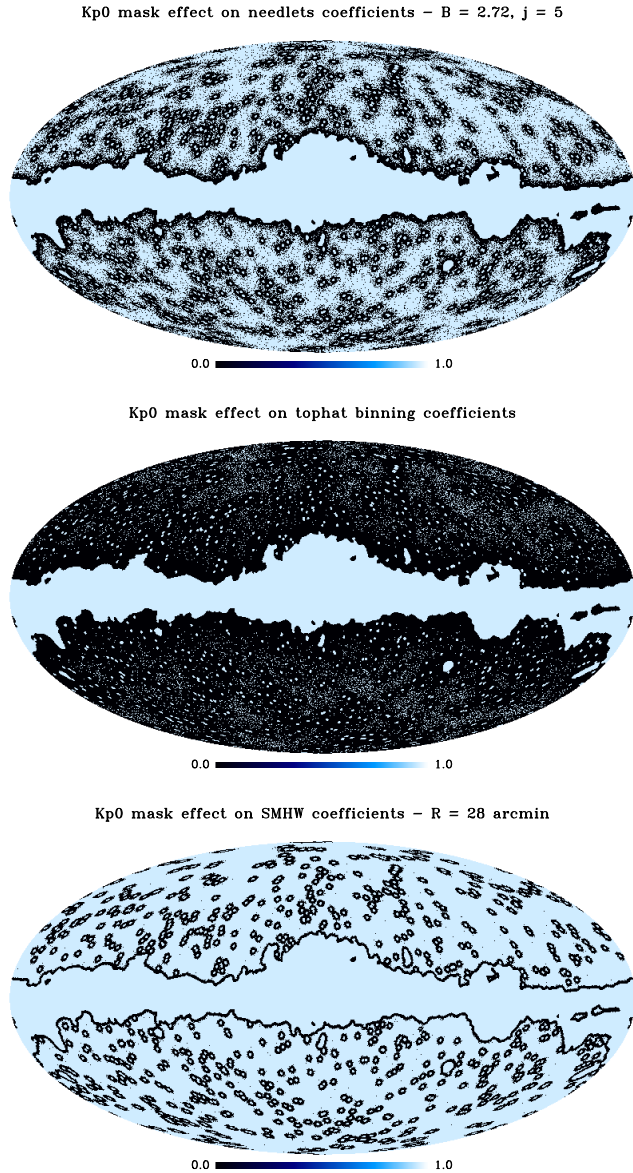 Kp0 mask effect on needlets coefficients – B = 2.72, j = 5
0.0 1.0
Kp0 mask effect on tophat binning coefficients
0.0 1.0
Kp0 mask effect on SMHW coefficients – R = 28 arcmin
0.0 1.0